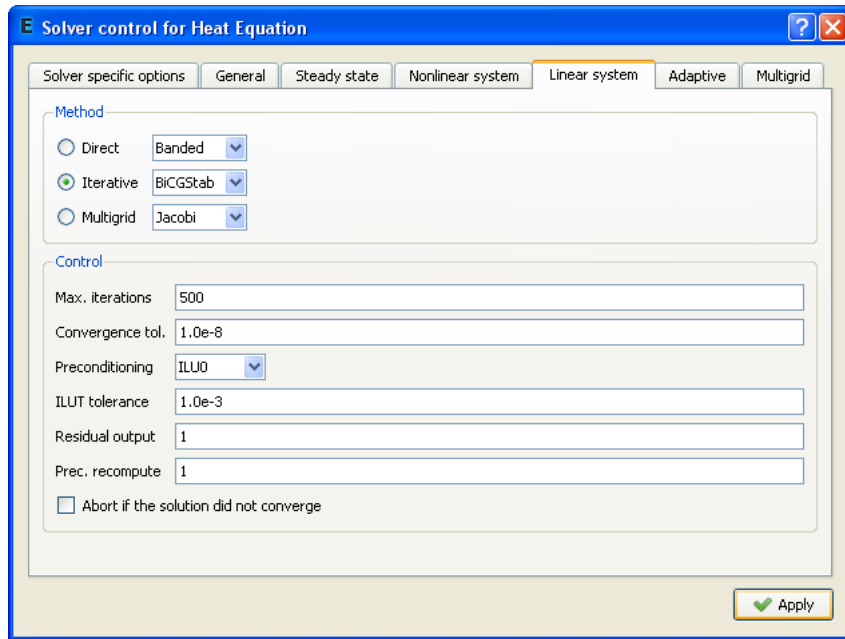 E Solver control for Heat Equation ?
Solver specific options General Steady state Nonlinear system Linear system Adaptive Multigrid
Method
Direct Banded
Iterative BiCGStab
Multigrid Jacobi
Control
Max. iterations 500
Convergence tol. 1.0e-8
Preconditioning ILU0
ILUT tolerance 1.0e-3
Residual output 1
Prec. recompute 1
Abort if the solution did not converge
Apply